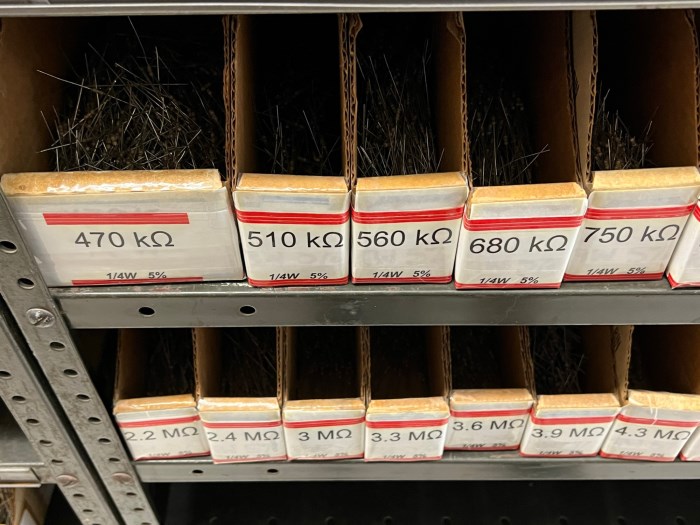 470 kΩ
1/4W 5%
510 kΩ
1/4W 5%
560 kΩ
1/4W 5%
680 kΩ
1/4W 5%
750 kΩ
1/4W 5%
2.2 MΩ
2.4 MΩ
3 MΩ
3.3 MΩ
3.6 MΩ
3.9 MΩ
4.3 MΩ